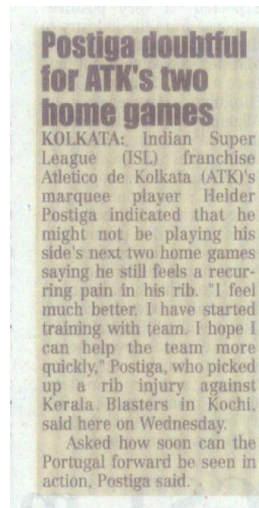 Postiga doubtful
for ATK's two
home games
KOLKATA: Indian Super
League (ISL) franchise
Atletico de Kolkata (ATK)'s
marquee player Helder
Postiga indicated that he
might not be playing his
side's next two home games
saying he still feels a recur-
ring pain in his rib. "I feel
much better. I have started
training with team. I hope I
can help the team more
quickly," Postiga, who picked
up a rib injury against
Kerala Blasters in Kochi,
said here on Wednesday.
Asked how soon can the
Portugal forward be seen in
action, Postiga said.